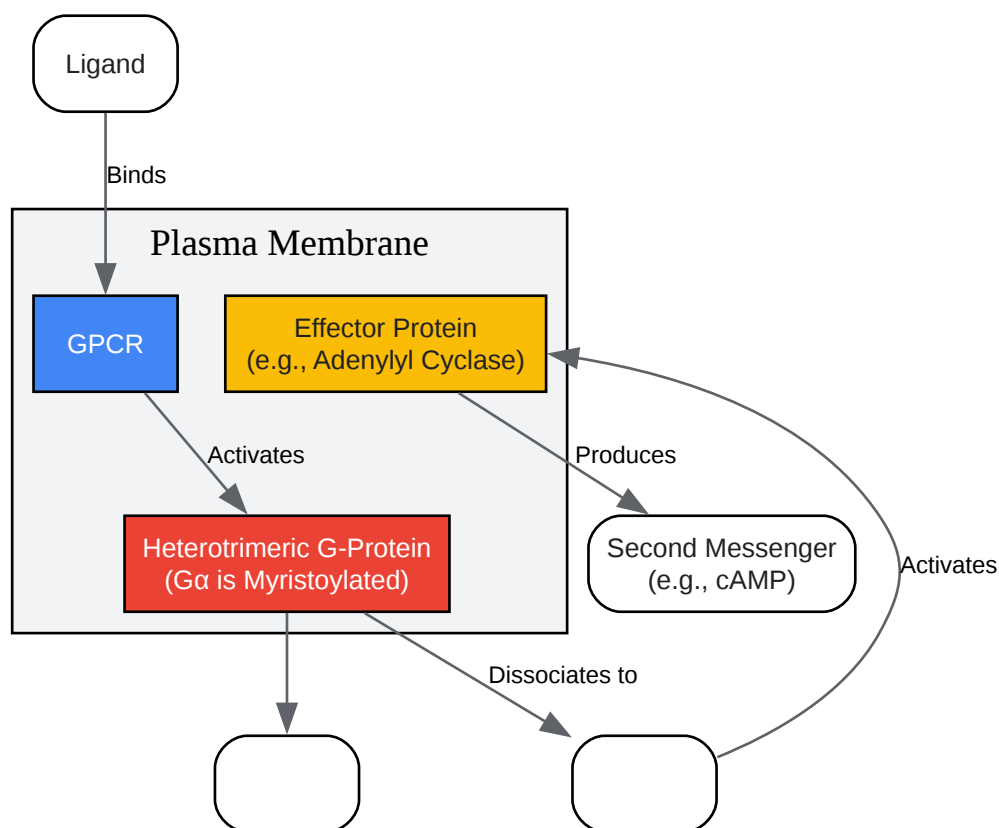 Ligand
Binds
Plasma Membrane
GPCR
Effector Protein
(e.g., Adenylyl Cyclase)
Activates
Produces
Heterotrimeric G-Protein
(Gα is Myristoylated)
Second Messenger
(e.g., cAMP)
Activates
Dissociates to